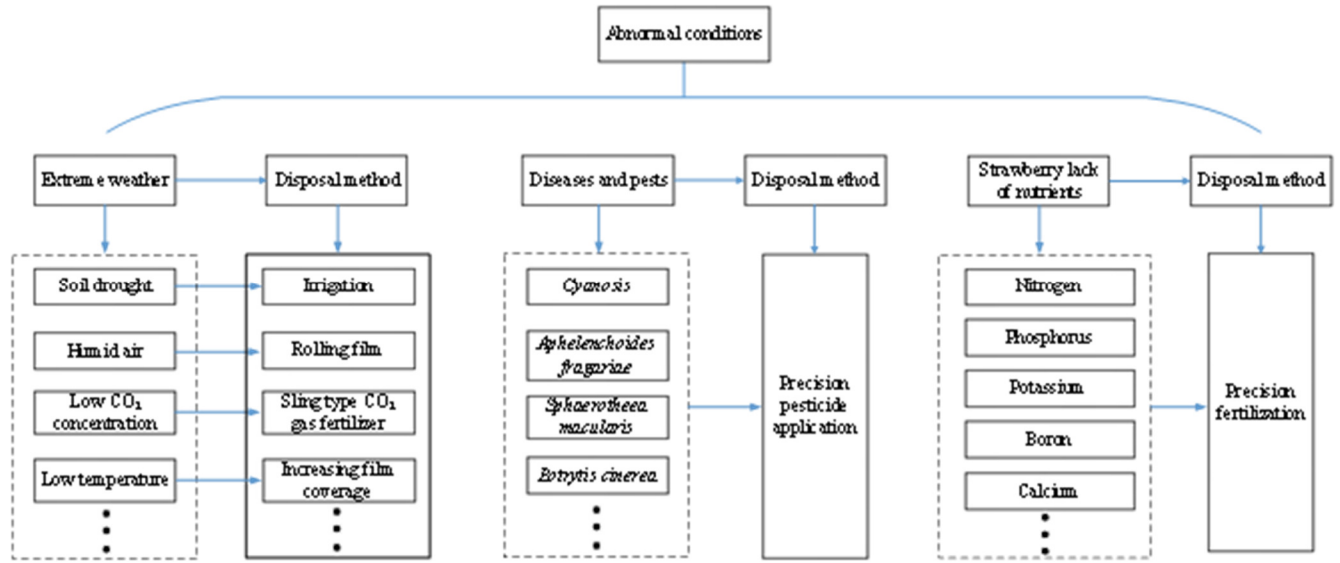 Abnormal conditions
Extreme weather
Disposal method
Diseases and pests
Disposal method
Strawberry lack
of nutrients
Disposal method
Soil drought
Irrigation
Humid air
Rolling film
Low CO₂
concentration
Sling type CO₂
gas fertilizer
Low temperature
Increasing film
coverage
Cyanosis
Aphelenchoides
fragariae
Sphaerotheea
macularis
Botrytis cinerea
Precision
pesticide
application
Nitrogen
Phosphorus
Potassium
Boron
Calcium
Precision
fertilization